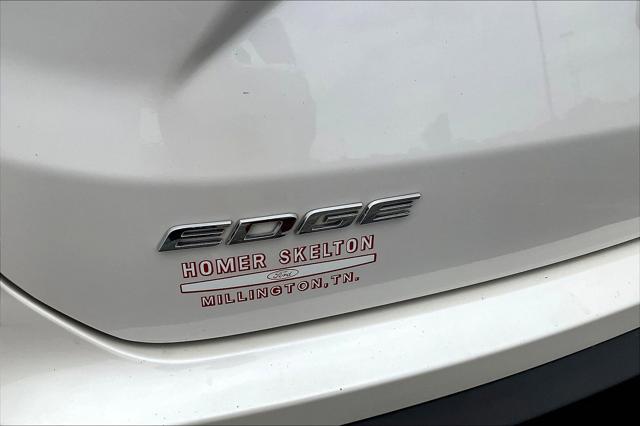 EDGE
HOMER SKELTON
Ford
MILLINGTON, TN.